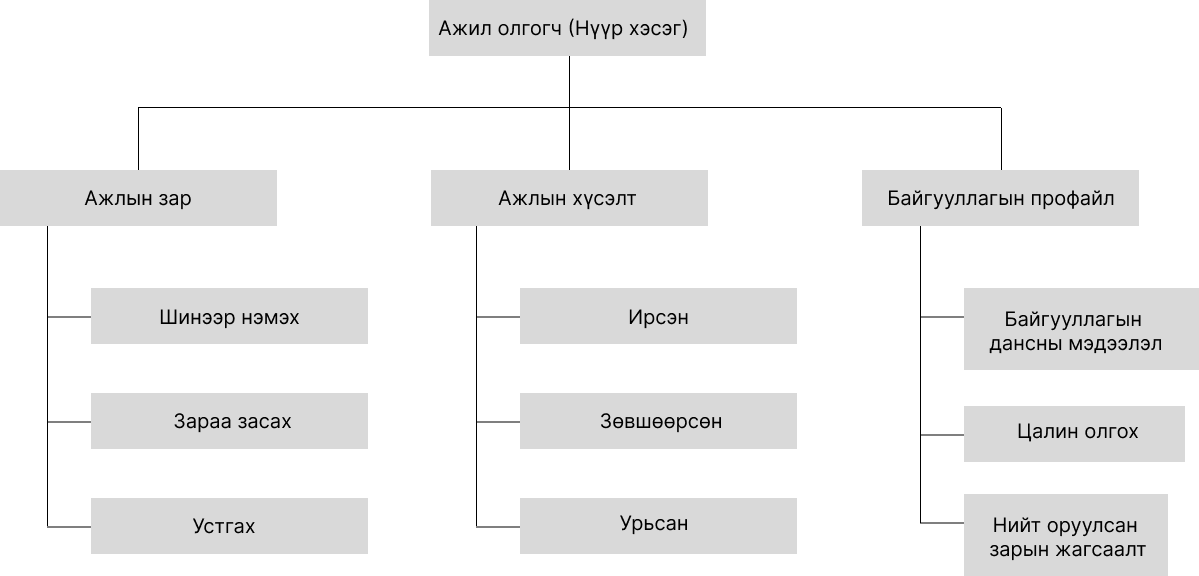 Ажил олгогч (Нүүр хэсэг)
Ажлын зар
Ажлын хүсэлт
Байгууллагын профайл
Шинээр нэмэх
Зараа засах
Устгах
Ирсэн
Зөвшөөрсөн
Урьсан
Байгууллагын
дансны мэдээлэл
Цалин олгох
Нийт оруулсан
зарын жагсаалт